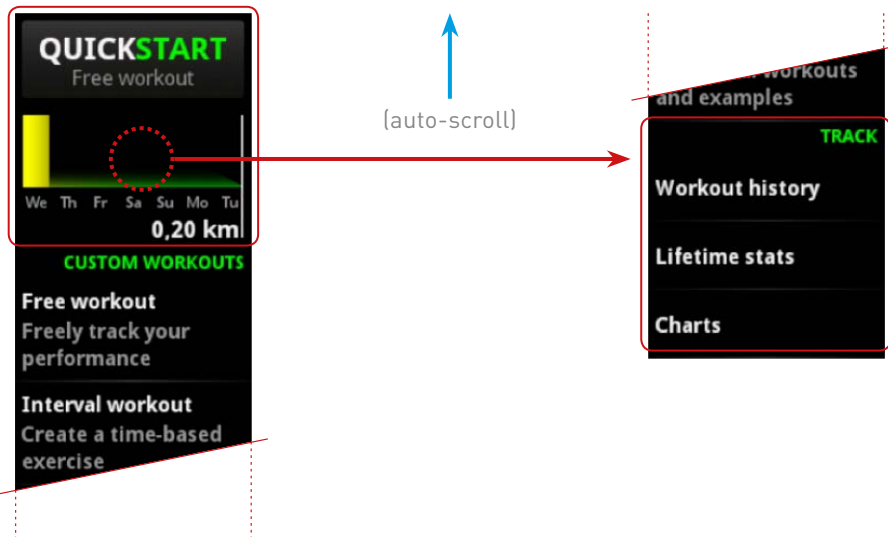 QUICKSTART
Free workout
We Th Fr Sa Su Mo Tu
0,20 km
CUSTOM WORKOUTS
Free workout
Freely track your
performance
Interval workout
Create a time-based
exercise
(auto-scroll)
workouts
and examples
TRACK
Workout history
Lifetime stats
Charts